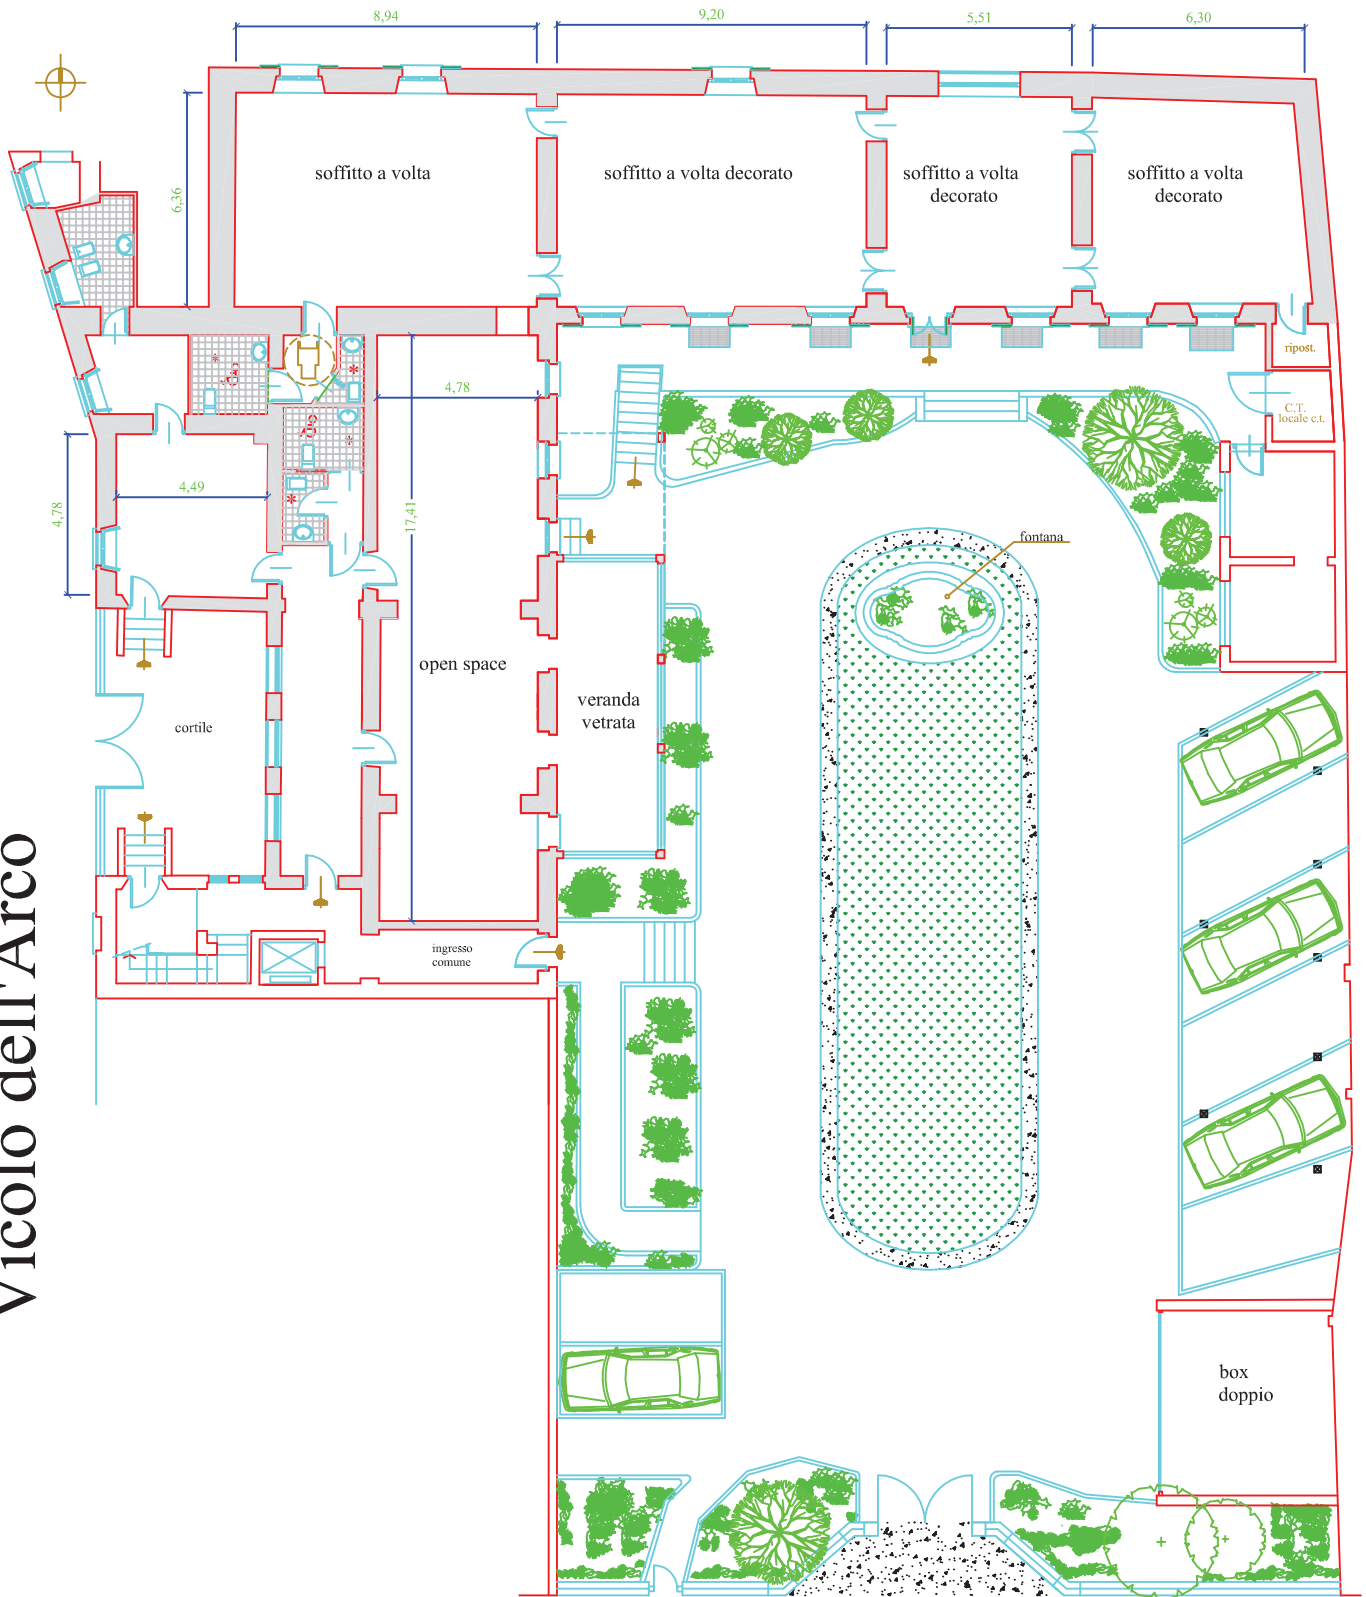 8,94
9,20
5,51
6,30
6,36
soffitto a volta
soffitto a volta decorato
soffitto a volta
decorato
soffitto a volta
decorato
ripost.
C.T.
locale c.t.
4,78
4,49
4,78
17,41
fontana
open space
veranda
vetrata
cortile
ingresso
comune
Vicolo dell'Arco
box
doppio